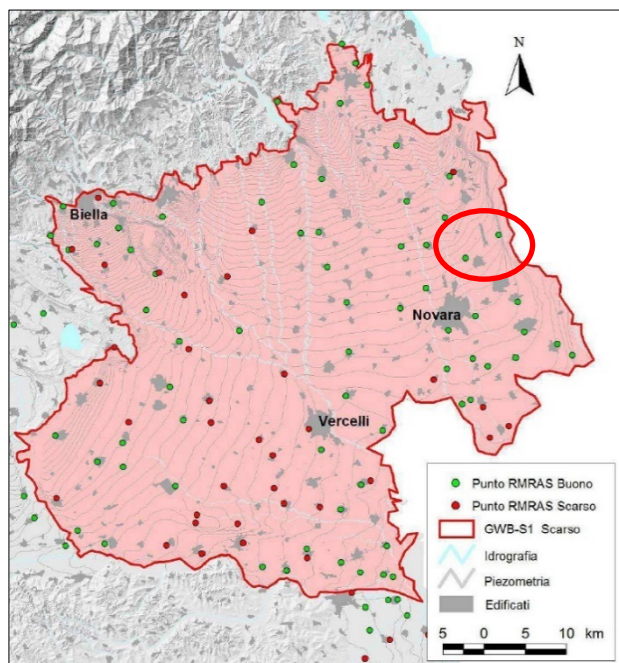 N
Biella
Novara
Vercelli
Punto RMRAS Buono
Punto RMRAS Scarso
GWB-S1 Scarso
Idrografia
Piezometria
Edificati
5 0 5 10
km